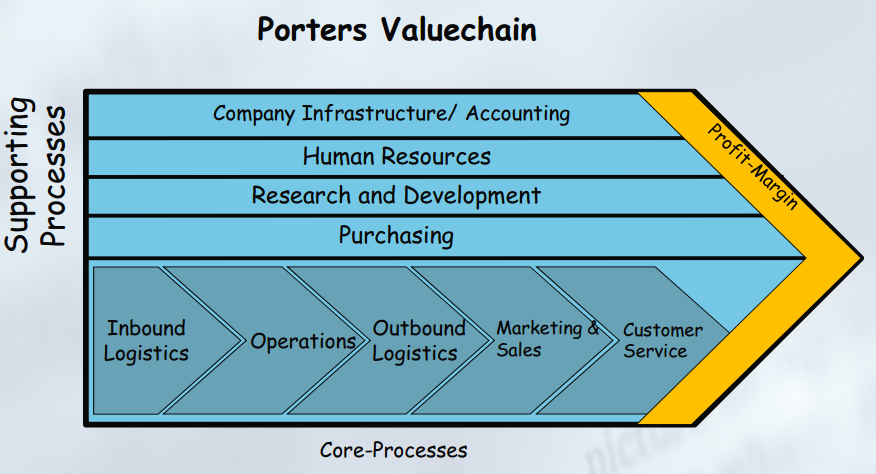 Porters Valuechain
Supporting
Processes
Company Infrastructure/ Accounting
Human Resources
Research and Development
Purchasing
Profit-Margin
Inbound
Logistics
Operations
Outbound
Logistics
Marketing &
Sales
Customer
Service
Core-Processes